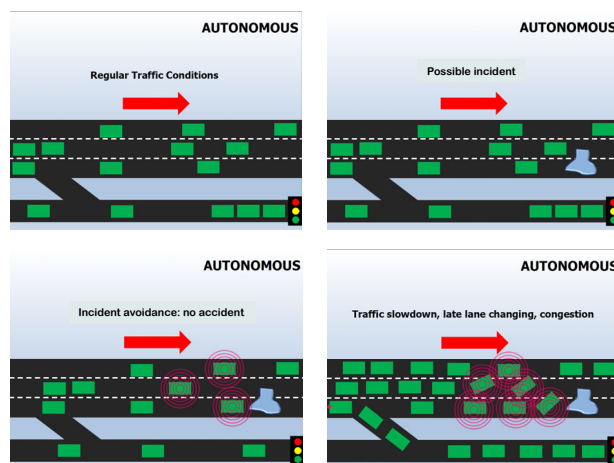 AUTONOMOUS
Regular Traffic Conditions
AUTONOMOUS
Possible incident
AUTONOMOUS
Incident avoidance: no accident
AUTONOMOUS
Traffic slowdown, late lane changing, congestion